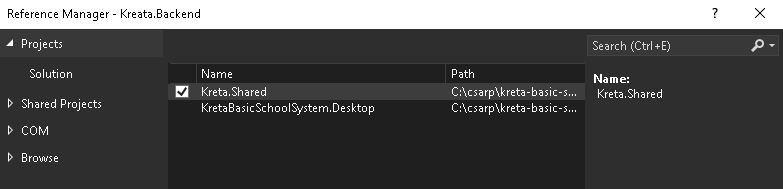 Reference Manager - Kreata.Backend ? ×
Projects
Search (Ctrl+E)
Solution
Name Path
Name:
Kreta.Shared C:\csarp\kreta-basic-s...
Kreta.Shared
Shared Projects
KretaBasicSchoolSystem.Desktop C:\csarp\kreta-basic-s...
COM
Browse